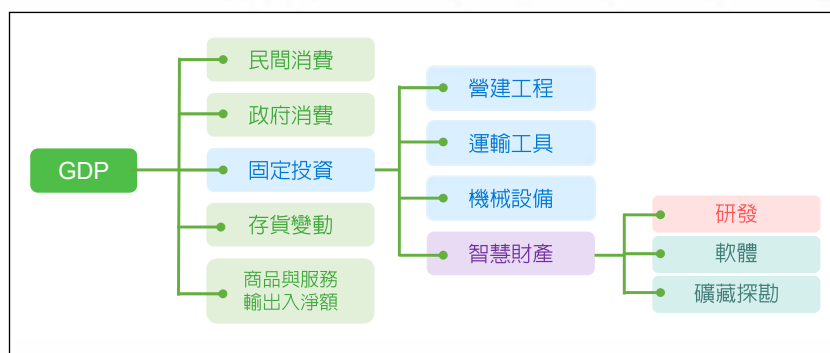 GDP
民間消費
政府消費
固定投資
存貨變動
商品與服務
輸出入淨額
營建工程
運輸工具
機械設備
智慧財產
研發
軟體
礦藏探勘